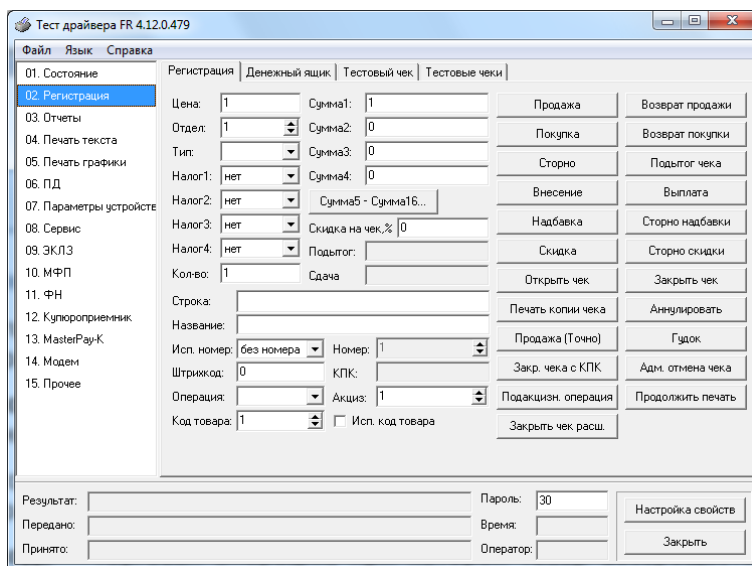 Тест драйвера FR 4.12.0.479
Файл Язык Справка
01. Состояние
02. Регистрация
03. Отчеты
04. Печать текста
05. Печать графики
06. ПД
07. Параметры устройств
08. Сервис
09. ЭКЛЗ
10. МФП
11. ФН
12. Купюроприемник
13. MasterPay-K
14. Модем
15. Прочее
Регистрация Денежный ящик Тестовый чек Тестовые чеки
Цена: 1 Сумма1: 1
Отдел: 1 Сумма2: 0
Тип: Сумма3: 0
Налог1: нет Сумма4: 0
Налог2: нет Сумма5 - Сумма16...
Налог3: нет Скидка на чек,% 0
Налог4: нет Подытог:
Кол-во: 1 Сдача
Строка:
Название:
Исп. номер: без номера Номер: 1
Штрихкод: 0 КПК:
Операция: Акциз: 1
Код товара: 1 Исп. код товара
Продажа Возврат продажи
Покупка Возврат покупки
Сторно Подытог чека
Внесение Выплата
Надбавка Сторно надбавки
Скидка Сторно скидки
Открыть чек Закрыть чек
Печать копии чека Аннулировать
Продажа (Точно) Гудок
Закр. чека с КПК Адм. отмена чека
Подакцизн. операция Продолжить печать
Закрыть чек расш.
Результат: Пароль: 30 Настройка свойств
Передано: Время:
Принято: Оператор: Закрыть